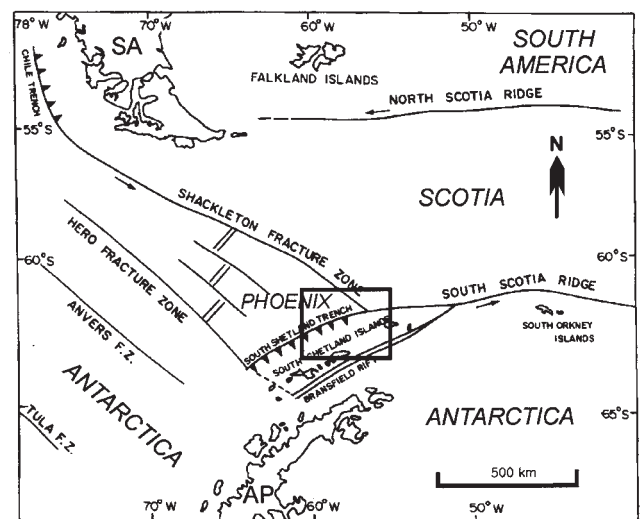 78° W 70° W 60° W 50° W
SA
CHILE TRENCH
FALKLAND ISLANDS
SOUTH
AMERICA
NORTH SCOTIA RIDGE
55°S
55°S
N
SCOTIA
SHACKLETON FRACTURE ZONE
HERO FRACTURE ZONE
60°S
60°S
PHOENIX
SOUTH SCOTIA RIDGE
SOUTH SHETLAND TRENCH
SOUTH SHETLAND ISLANDS
SOUTH ORKNEY
ISLANDS
ANVERS F.Z.
BRANSFIELD RIFT
ANTARCTICA
ANTARCTICA
65°S
TULA F.Z.
500 km
AP
70° W 60° W 50° W